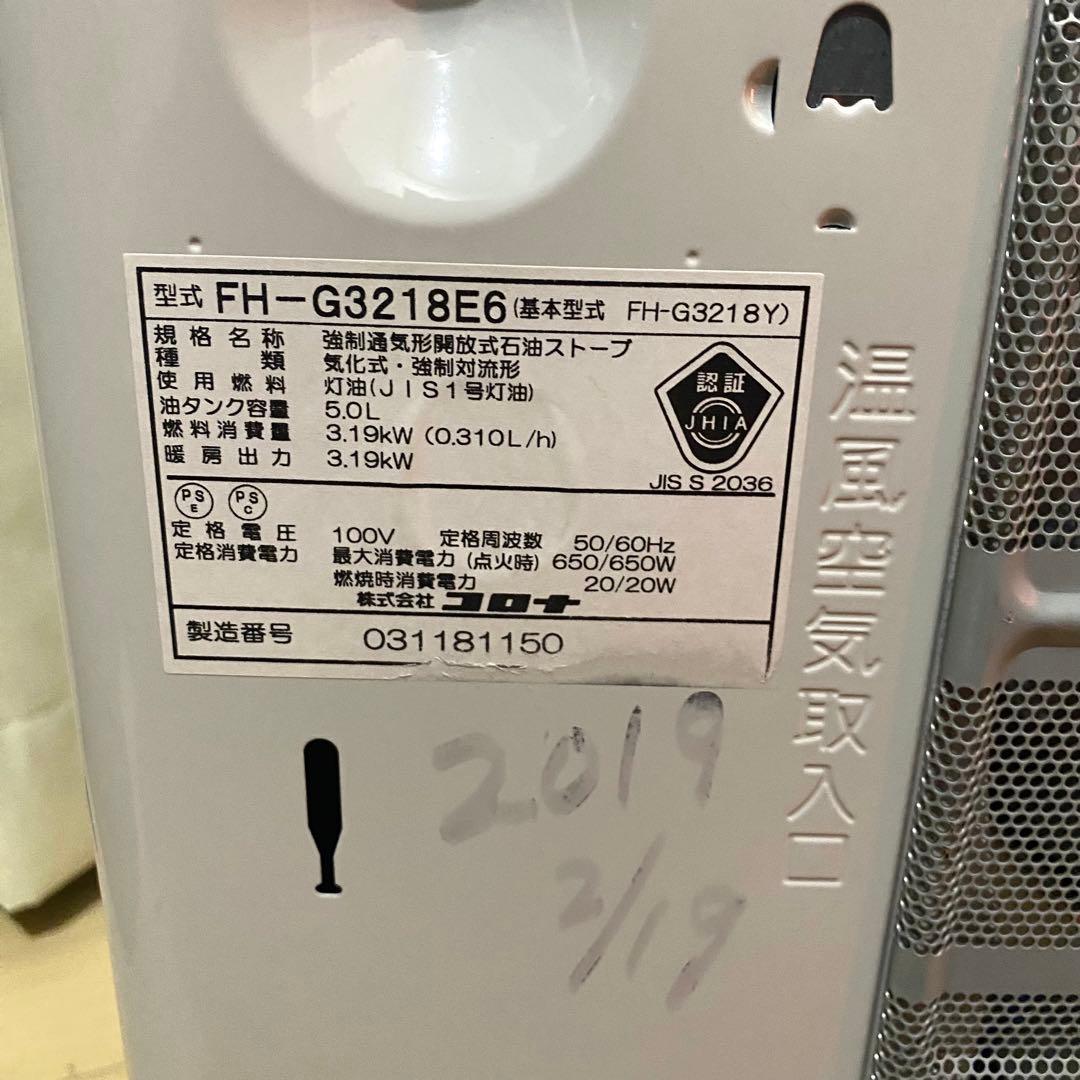 型式 FH-G3218E6(基本型式 FH-G3218Y)
規格名称 強制通気形開放式石油ストーブ
種類 気化式・強制対流形
使用燃料 灯油(JIS1号灯油)
油タンク容量 5.0L
燃料消費量 3.19kW (0.310L/h)
暖房出力 3.19kW
認証
JHIA
JIS S 2036
PS E PS C
定格電圧 100V 定格周波数 50/60Hz
定格消費電力 最大消費電力 (点火時) 650/650W
燃焼時消費電力 20/20W
株式会社 コロナ
製造番号 031181150
2019
2/19
温風空気取入口